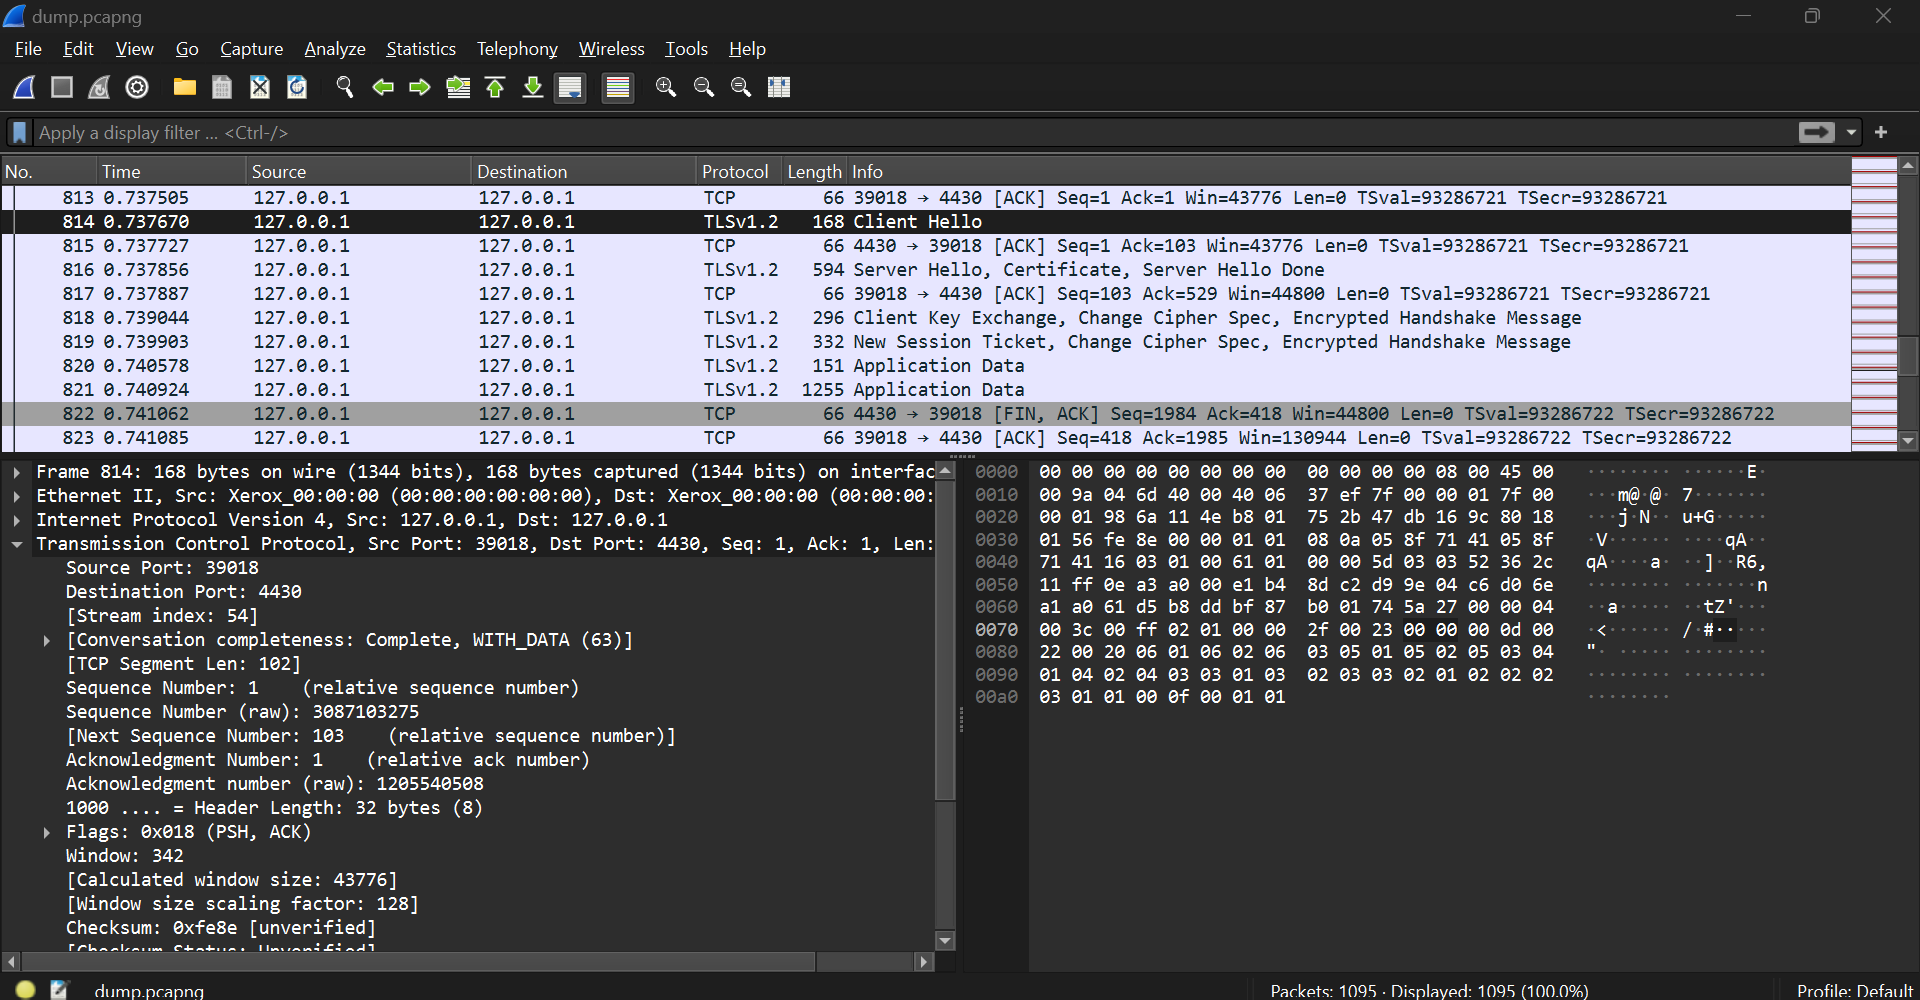 dump.pcapng
File Edit View Go Capture Analyze Statistics Telephony Wireless Tools Help
Apply a display filter ... <Ctrl-/>
No. Time Source Destination Protocol Length Info
813 0.737505 127.0.0.1 127.0.0.1 TCP 66 39018 → 4430 [ACK] Seq=1 Ack=1 Win=43776 Len=0 TSval=93286721 TSecr=93286721
814 0.737670 127.0.0.1 127.0.0.1 TLSv1.2 168 Client Hello
815 0.737727 127.0.0.1 127.0.0.1 TCP 66 4430 → 39018 [ACK] Seq=1 Ack=103 Win=43776 Len=0 TSval=93286721 TSecr=93286721
816 0.737856 127.0.0.1 127.0.0.1 TLSv1.2 594 Server Hello, Certificate, Server Hello Done
817 0.737887 127.0.0.1 127.0.0.1 TCP 66 39018 → 4430 [ACK] Seq=103 Ack=529 Win=44800 Len=0 TSval=93286721 TSecr=93286721
818 0.739044 127.0.0.1 127.0.0.1 TLSv1.2 296 Client Key Exchange, Change Cipher Spec, Encrypted Handshake Message
819 0.739903 127.0.0.1 127.0.0.1 TLSv1.2 332 New Session Ticket, Change Cipher Spec, Encrypted Handshake Message
820 0.740578 127.0.0.1 127.0.0.1 TLSv1.2 151 Application Data
821 0.740924 127.0.0.1 127.0.0.1 TLSv1.2 1255 Application Data
822 0.741062 127.0.0.1 127.0.0.1 TCP 66 4430 → 39018 [FIN, ACK] Seq=1984 Ack=418 Win=44800 Len=0 TSval=93286722 TSecr=93286722
823 0.741085 127.0.0.1 127.0.0.1 TCP 66 39018 → 4430 [ACK] Seq=418 Ack=1985 Win=130944 Len=0 TSval=93286722 TSecr=93286722
Frame 814: 168 bytes on wire (1344 bits), 168 bytes captured (1344 bits) on interfac
Ethernet II, Src: Xerox_00:00:00 (00:00:00:00:00:00), Dst: Xerox_00:00:00 (00:00:00:
Internet Protocol Version 4, Src: 127.0.0.1, Dst: 127.0.0.1
Transmission Control Protocol, Src Port: 39018, Dst Port: 4430, Seq: 1, Ack: 1, Len:
Source Port: 39018
Destination Port: 4430
[Stream index: 54]
[Conversation completeness: Complete, WITH_DATA (63)]
[TCP Segment Len: 102]
Sequence Number: 1 (relative sequence number)
Sequence Number (raw): 3087103275
[Next Sequence Number: 103 (relative sequence number)]
Acknowledgment Number: 1 (relative ack number)
Acknowledgment number (raw): 1205540508
1000 .... = Header Length: 32 bytes (8)
Flags: 0x018 (PSH, ACK)
Window: 342
[Calculated window size: 43776]
[Window size scaling factor: 128]
Checksum: 0xfe8e [unverified]
[Checksum Status: Unverified]
0000 00 00 00 00 00 00 00 00 00 00 00 00 08 00 45 00 ········ ······E·
0010 00 9a 04 6d 40 00 40 06 37 ef 7f 00 00 01 7f 00 ···m@·@· 7·······
0020 00 01 98 6a 11 4e b8 01 75 2b 47 db 16 9c 80 18 ···j·N·· u+G·····
0030 01 56 fe 8e 00 00 01 01 08 0a 05 8f 71 41 05 8f ·V······ ····qA··
0040 71 41 16 03 01 00 61 01 00 00 5d 03 03 52 36 2c qA····a· ··]··R6,
0050 11 ff 0e a3 a0 00 e1 b4 8d c2 d9 9e 04 c6 d0 6e ········ ·······n
0060 a1 a0 61 d5 b8 dd bf 87 b0 01 74 5a 27 00 00 04 ··a····· ··tZ'···
0070 00 3c 00 ff 02 01 00 00 2f 00 23 00 00 00 0d 00 ·<······ /·#·····
0080 22 00 20 06 01 06 02 06 03 05 01 05 02 05 03 04 "· ····· ········
0090 01 04 02 04 03 03 01 03 02 03 03 02 01 02 02 02 ········ ········
00a0 03 01 01 00 0f 00 01 01 ········
dump.pcapng
Packets: 1095 · Displayed: 1095 (100.0%)
Profile: Default